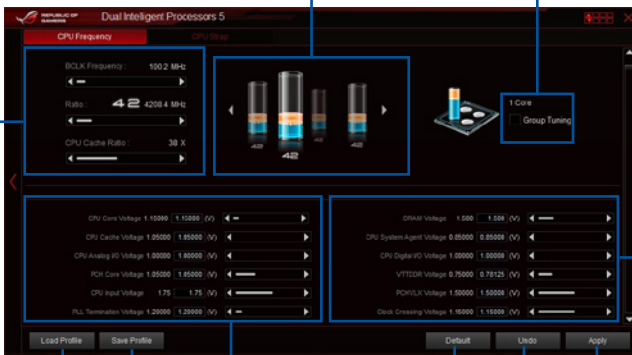 REPUBLIC OF GAMERS
Dual Intelligent Processors 5
CPU Frequency
CPU Strap
BCLK Frequency : 100.2 MHz
Ratio : 42 4208.4 MHz
CPU Cache Ratio : 38 X
42
42
42
42
1 Core
Group Tuning
CPU Core Voltage 1.15000 1.15000 (V)
CPU Cache Voltage 1.05000 1.05000 (V)
CPU Analog I/O Voltage 1.00000 1.00000 (V)
PCH Core Voltage 1.05000 1.05000 (V)
CPU Input Voltage 1.75 1.75 (V)
PLL Termination Voltage 1.20000 1.20000 (V)
DRAM Voltage 1.500 1.500 (V)
CPU System Agent Voltage 0.85000 0.85000 (V)
CPU Digital I/O Voltage 1.00000 1.00000 (V)
VTTDDR Voltage 0.75000 0.78125 (V)
PCHVLX Voltage 1.50000 1.50000 (V)
Clock Crossing Voltage 1.15000 1.15000 (V)
Load Profile
Save Profile
Default
Undo
Apply